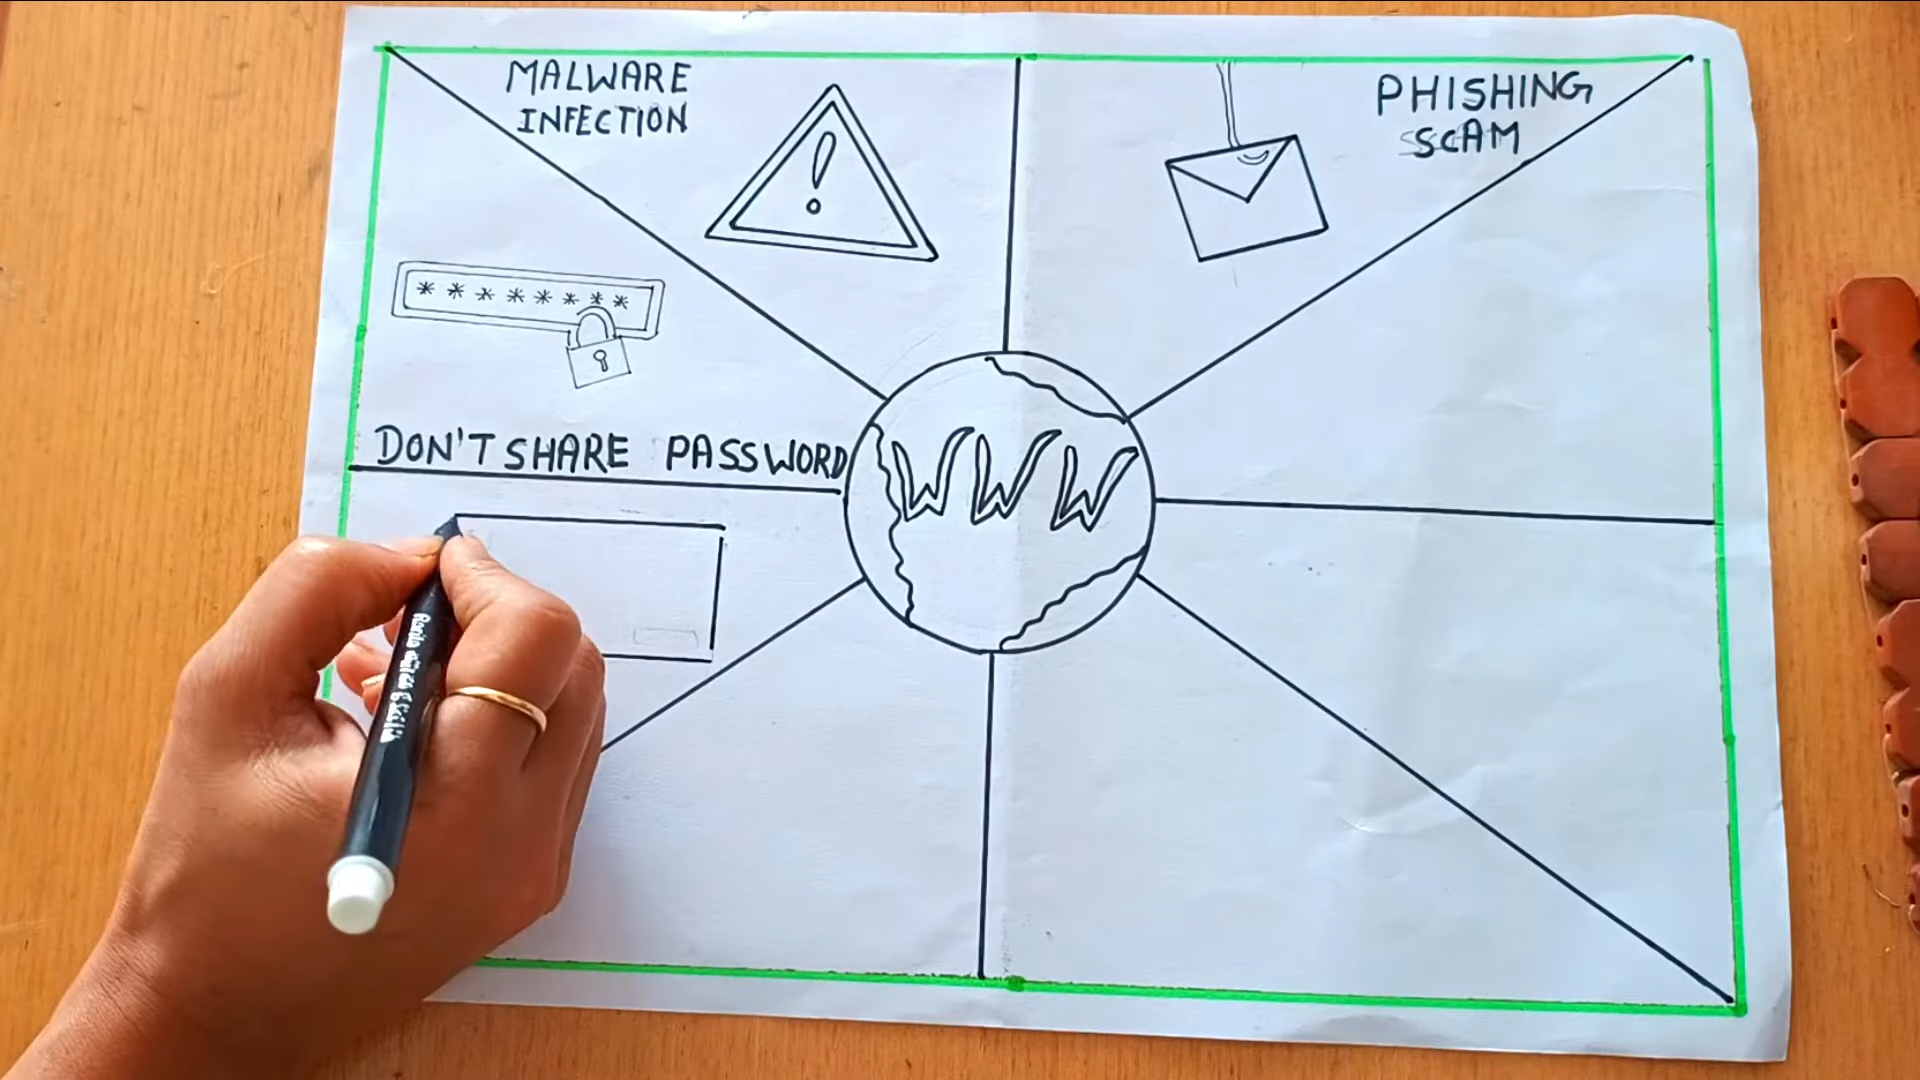 MALWARE
INFECTION
PHISHING
SCAM
* * * * * * * *
DON'T SHARE PASSWORD
WWW